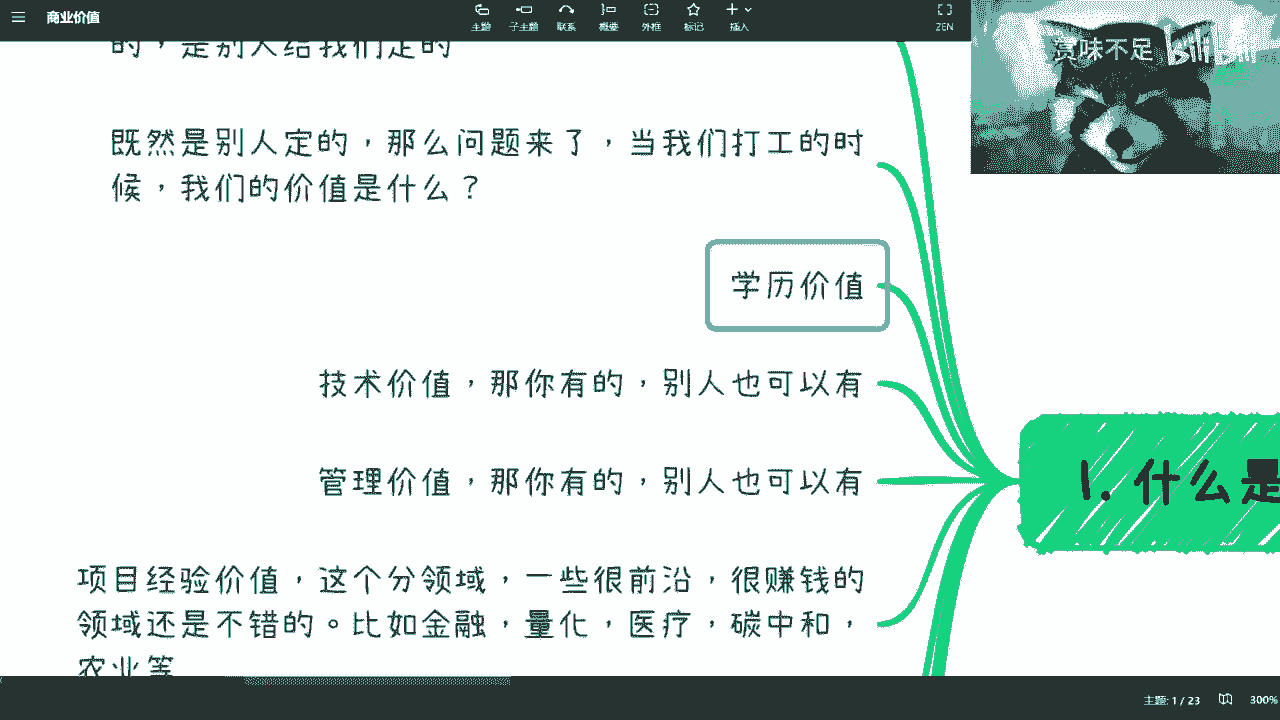 商业价值
主题
子主题
联系
概要
外框
标记
插入
ZEN
赏味不足 bilibili
的，是别人给我们定的
既然是别人定的，那么问题来了，当我们打工的时
候，我们的价值是什么？
学历价值
技术价值，那你有的，别人也可以有
管理价值，那你有的，别人也可以有
1. 什么是
项目经验价值，这个分领域，一些很前沿，很赚钱的
领域还是不错的。比如金融，量化，医疗，碳中和，
农业等
主题: 1 / 23
300%